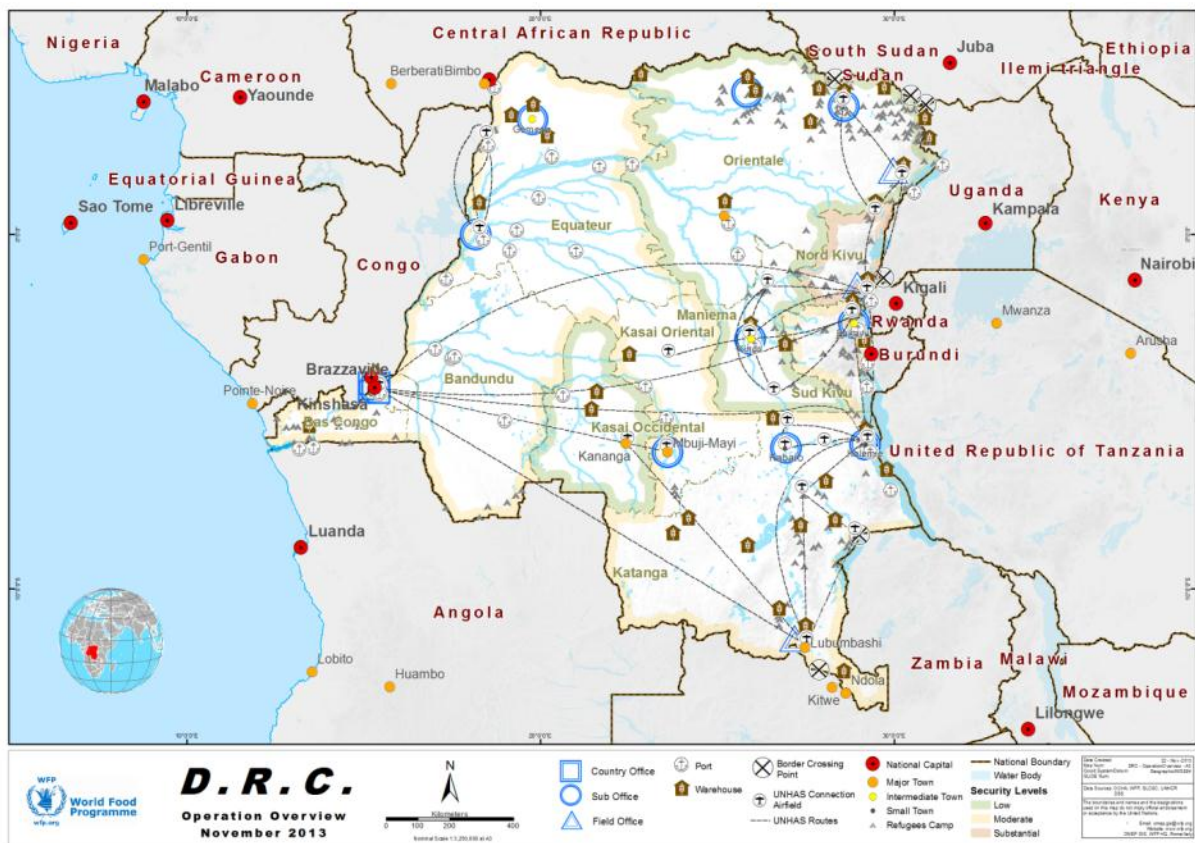 Nigeria
Central African Republic
South Sudan
Juba
Ethiopia
Sudan
Ilemi triangle
Cameroon
Berberati
Bimbo
Malabo
Yaounde
Orientale
Equatorial Guinea
Uganda
Kenya
Sao Tome
Libreville
Kampala
Equateur
Port-Gentil
Gabon
Congo
Nord Kivu
Nairobi
Kigali
Maniema
Kasai Oriental
Rwanda
Mwanza
Burundi
Arusha
Brazzaville
Bandundu
Pointe-Noire
Kinshasa
Sud Kivu
Bas Congo
Kasai Occidental
Mbuji-Mayi
Kananga
Kabalo
Kalemie
United Republic of Tanzania
Luanda
Katanga
Angola
Lubumbashi
Zambia
Malawi
Lobito
Huambo
Ndola
Kitwe
Mozambique
Lilongwe
WFP
World Food
Programme
wfp.org
D.R.C.
Operation Overview
November 2013
N
Kilometers
0 100 200 400
Country Office
Sub Office
Field Office
Port
Warehouse
Border Crossing
Point
UNHAS Connection
Airfield
UNHAS Routes
National Capital
Major Town
Intermediate Town
Small Town
Refugees Camp
National Boundary
Water Body
Security Levels
Low
Moderate
Substantial